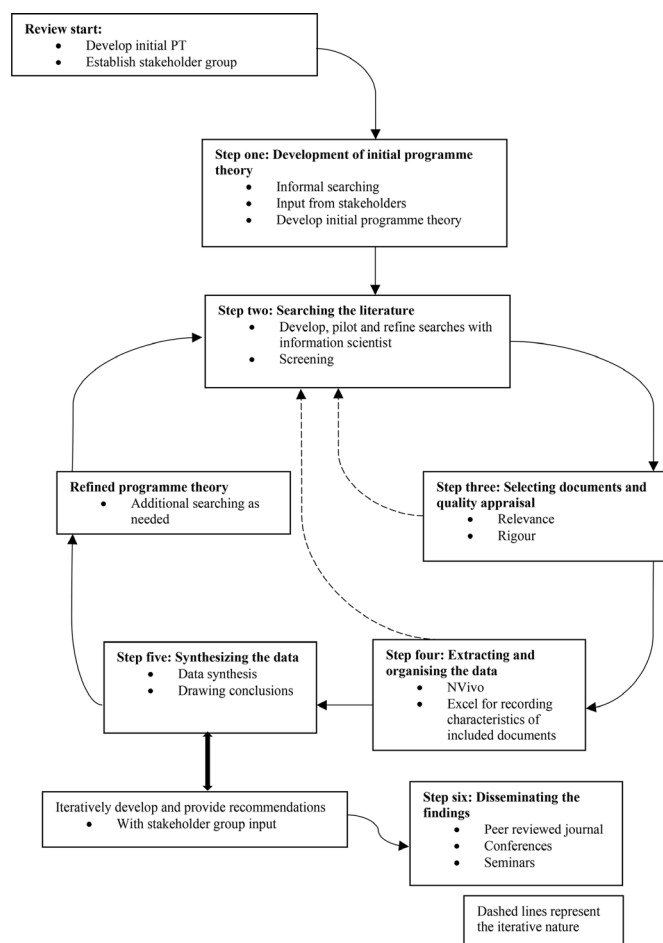 Review start:
• Develop initial PT
• Establish stakeholder group
Step one: Development of initial programme
theory
• Informal searching
• Input from stakeholders
• Develop initial programme theory
Step two: Searching the literature
• Develop, pilot and refine searches with
information scientist
• Screening
Refined programme theory
• Additional searching as
needed
Step three: Selecting documents and
quality appraisal
• Relevance
• Rigour
Step five: Synthesizing the data
• Data synthesis
• Drawing conclusions
Step four: Extracting and
organising the data
• NVivo
• Excel for recording
characteristics of
included documents
Iteratively develop and provide recommendations
• With stakeholder group input
Step six: Disseminating the
findings
• Peer reviewed journal
• Conferences
• Seminars
Dashed lines represent
the iterative nature